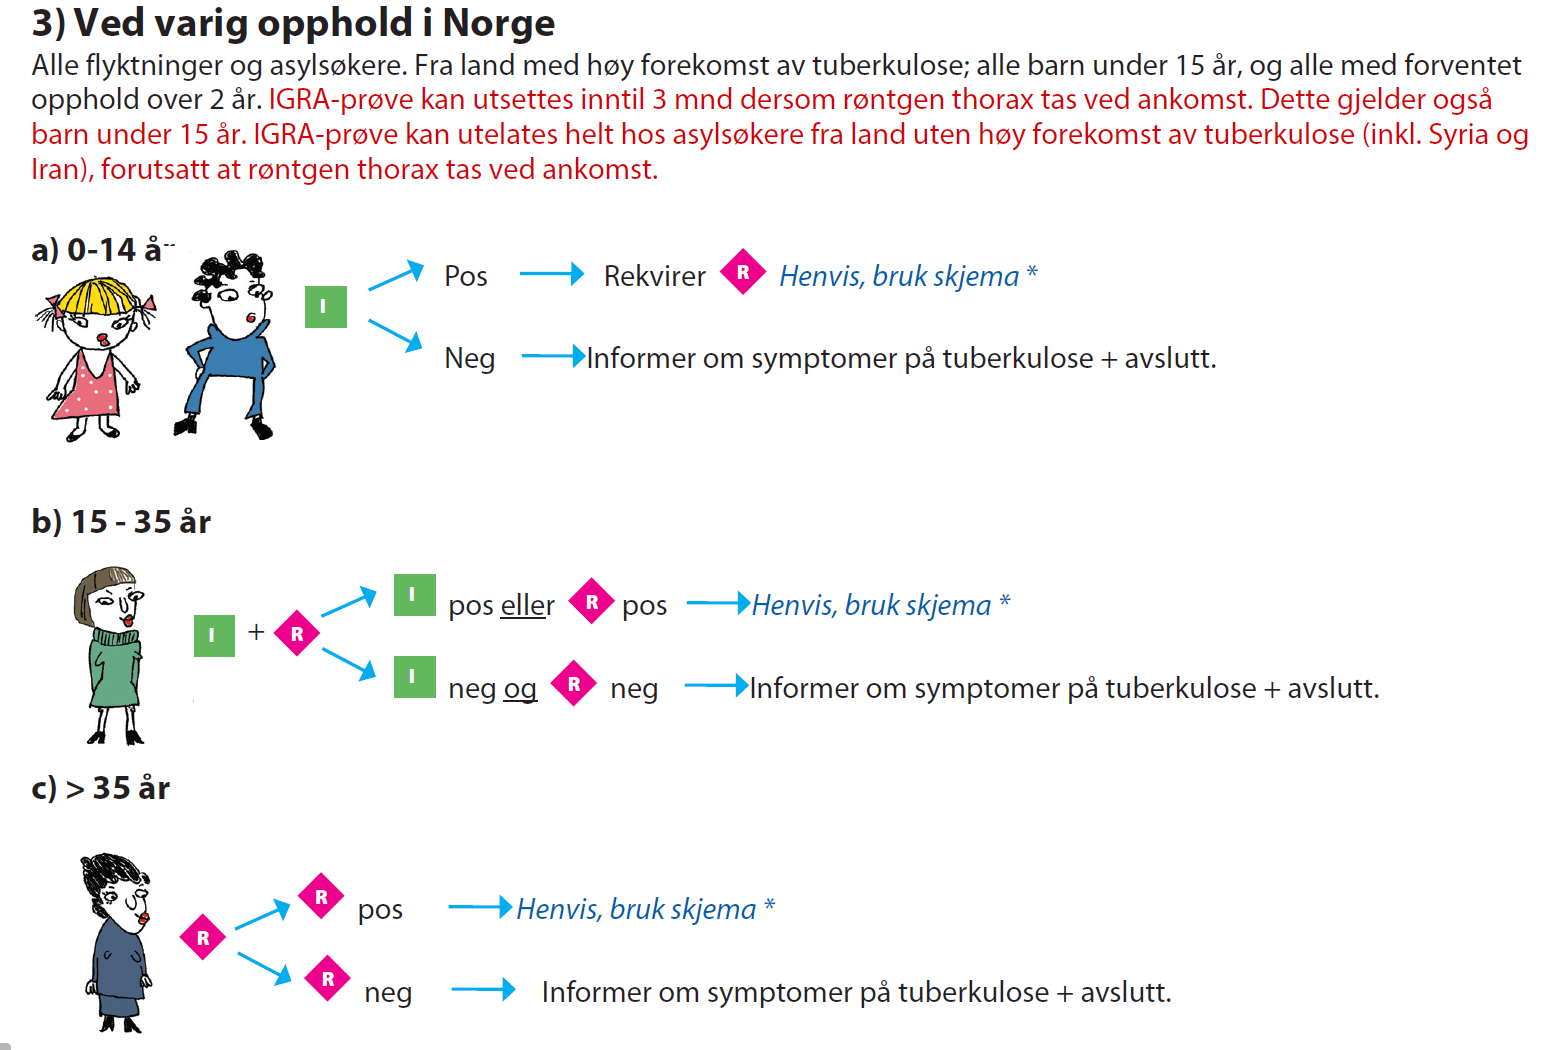 3) Ved varig opphold i Norge
Alle flyktninger og asylsøkere. Fra land med høy forekomst av tuberkulose; alle barn under 15 år, og alle med forventet
opphold over 2 år. IGRA-prøve kan utsettes inntil 3 mnd dersom røntgen thorax tas ved ankomst. Dette gjelder også
barn under 15 år. IGRA-prøve kan utelates helt hos asylsøkere fra land uten høy forekomst av tuberkulose (inkl. Syria og
Iran), forutsatt at røntgen thorax tas ved ankomst.
a) 0-14 år
I
Pos Rekvirer R Henvis, bruk skjema *
Neg Informer om symptomer på tuberkulose + avslutt.
b) 15 - 35 år
I + R
I pos eller R pos Henvis, bruk skjema *
I neg og R neg Informer om symptomer på tuberkulose + avslutt.
c) > 35 år
R
R pos Henvis, bruk skjema *
R neg Informer om symptomer på tuberkulose + avslutt.